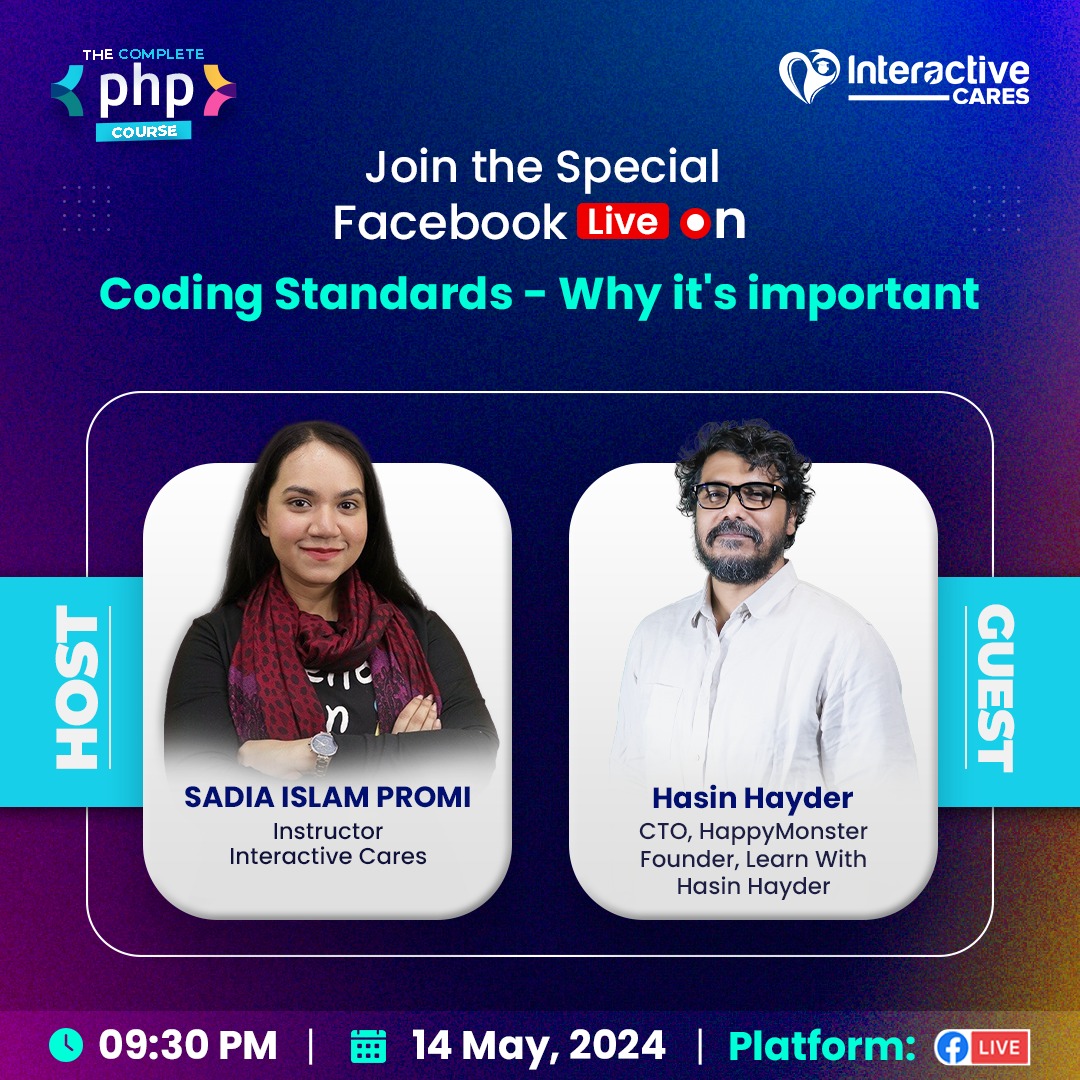 THE COMPLETE
php
COURSE
Interactive
CARES
Join the Special
Facebook Live on
Coding Standards - Why it's important
HOST
SADIA ISLAM PROMI
Instructor
Interactive Cares
Hasin Hayder
CTO, HappyMonster
Founder, Learn With
Hasin Hayder
GUEST
09:30 PM | 14 May, 2024 | Platform: LIVE